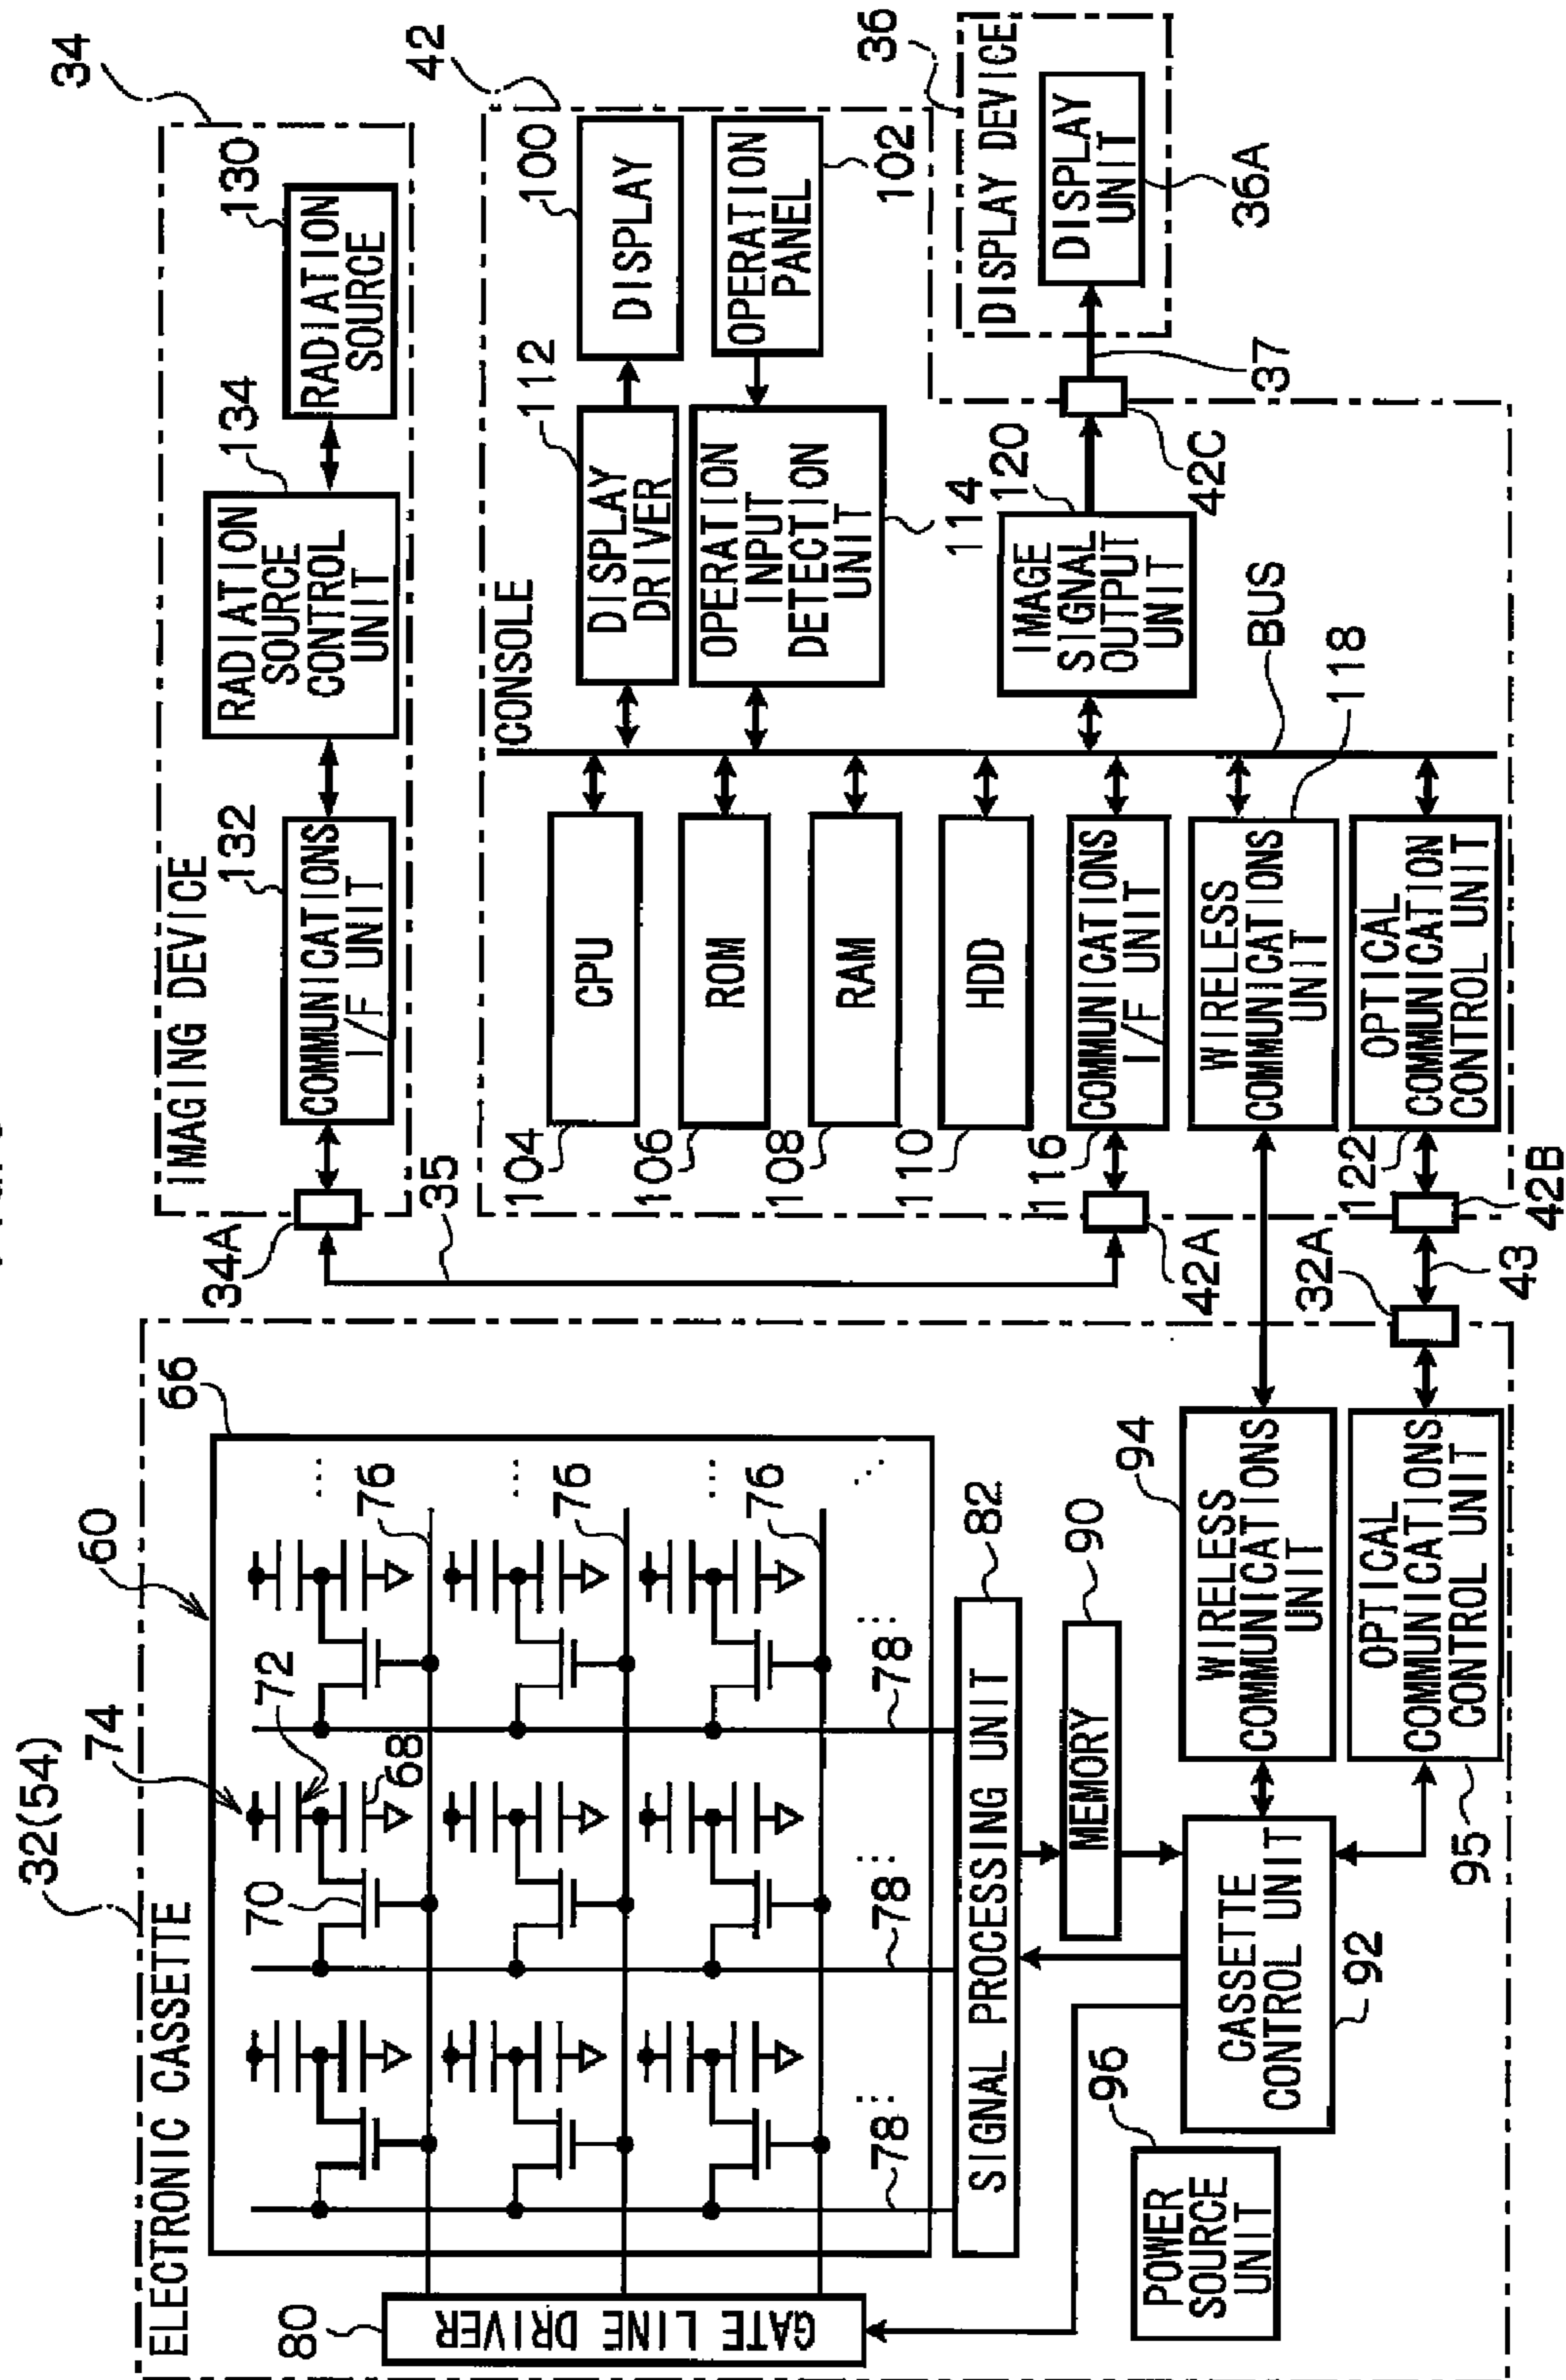 32(54)
ELECTRONIC CASSETTE
60
66
74
72
70
68
76
76
76
...
...
...
78
78
78
80
GATE LINE DRIVER
SIGNAL PROCESSING UNIT
82
MEMORY
90
CASSETTE
CONTROL UNIT
92
POWER
SOURCE
UNIT
96
WIRELESS
COMMUNICATIONS
UNIT
94
OPTICAL
COMMUNICATIONS
CONTROL UNIT
95
32A
43
42B
34
IMAGING DEVICE
34A
35
132
COMMUNICATIONS
I/F UNIT
134
RADIATION
SOURCE
CONTROL
UNIT
130
RADIATION
SOURCE
42
CONSOLE
104
CPU
106
ROM
108
RAM
110
HDD
116
COMMUNICATIONS
I/F UNIT
42A
WIRELESS
COMMUNICATIONS
UNIT
118
122
OPTICAL
COMMUNICATION
CONTROL UNIT
BUS
112
DISPLAY
DRIVER
100
DISPLAY
OPERATION
INPUT
DETECTION
UNIT
114
OPERATION
PANEL
102
IMAGE
SIGNAL
OUTPUT
UNIT
120
42C
37
36
DISPLAY DEVICE
DISPLAY
UNIT
36A